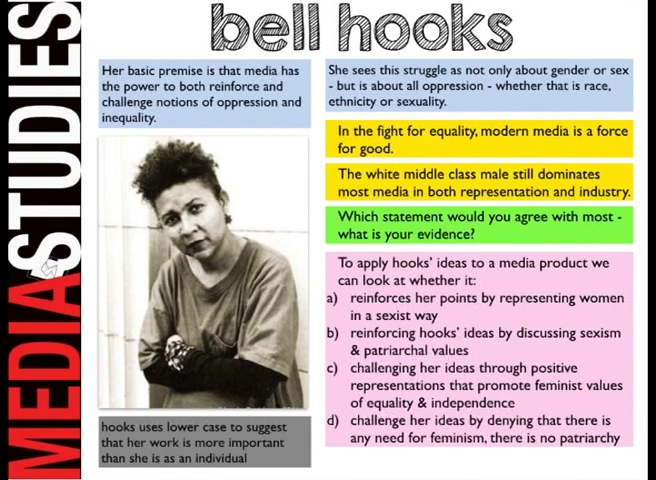 MEDIASTUDIES
bell hooks
Her basic premise is that media has
the power to both reinforce and
challenge notions of oppression and
inequality.
hooks uses lower case to suggest
that her work is more important
than she is as an individual
She sees this struggle as not only about gender or sex
- but is about all oppression - whether that is race,
ethnicity or sexuality.
In the fight for equality, modern media is a force
for good.
The white middle class male still dominates
most media in both representation and industry.
Which statement would you agree with most -
what is your evidence?
To apply hooks' ideas to a media product we
can look at whether it:
a) reinforces her points by representing women
in a sexist way
b) reinforcing hooks' ideas by discussing sexism
& patriarchal values
c) challenging her ideas through positive
representations that promote feminist values
of equality & independence
d) challenge her ideas by denying that there is
any need for feminism, there is no patriarchy